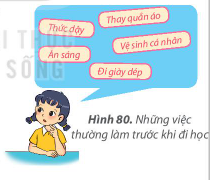 Thay quần áo
Thức dậy
Vệ sinh cá nhân
Ăn sáng
Đi giày dép
Hình 80. Những việc
thường làm trước khi đi học